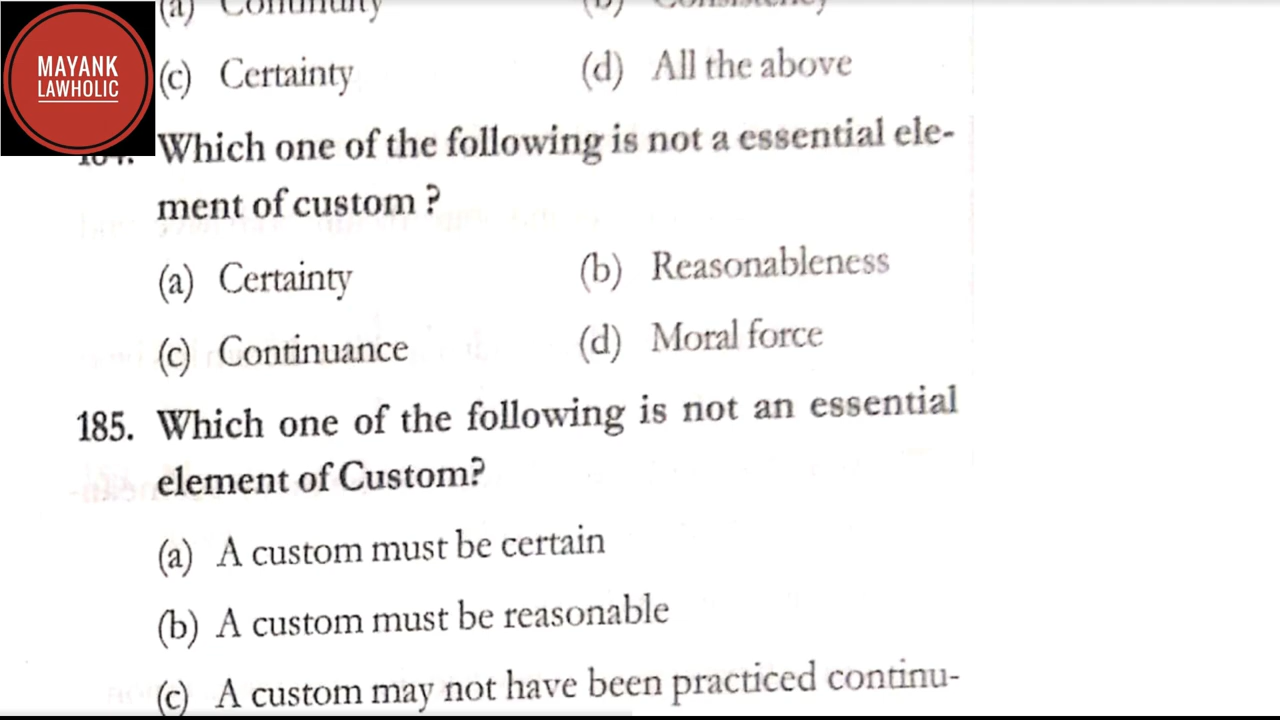 MAYANK
LAWHOLIC
(c) Certainty
(d) All the above
Which one of the following is not a essential ele-
ment of custom ?
(a) Certainty
(b) Reasonableness
(c) Continuance
(d) Moral force
185. Which one of the following is not an essential
element of Custom?
(a) A custom must be certain
(b) A custom must be reasonable
(c) A custom may not have been practiced continu-